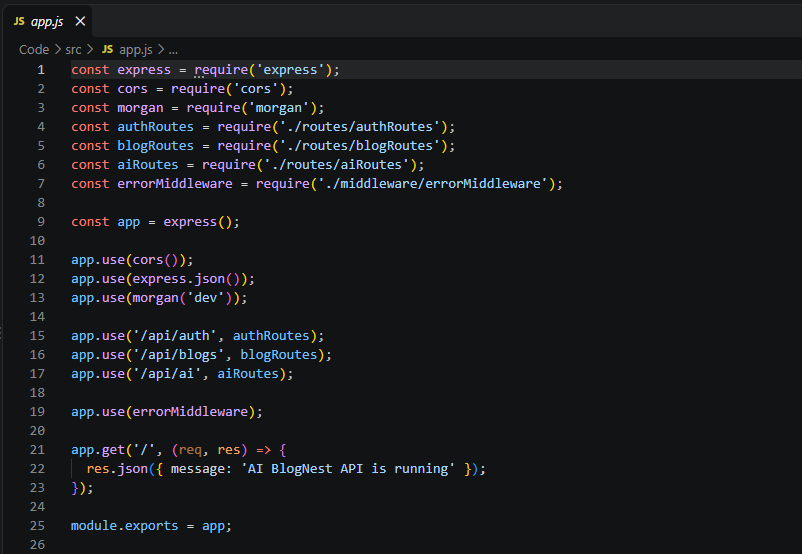 JS app.js ×
Code > src > JS app.js > ...
1 const express = require('express');
2 const cors = require('cors');
3 const morgan = require('morgan');
4 const authRoutes = require('./routes/authRoutes');
5 const blogRoutes = require('./routes/blogRoutes');
6 const aiRoutes = require('./routes/aiRoutes');
7 const errorMiddleware = require('./middleware/errorMiddleware');
8
9 const app = express();
10
11 app.use(cors());
12 app.use(express.json());
13 app.use(morgan('dev'));
14
15 app.use('/api/auth', authRoutes);
16 app.use('/api/blogs', blogRoutes);
17 app.use('/api/ai', aiRoutes);
18
19 app.use(errorMiddleware);
20
21 app.get('/', (req, res) => {
22   res.json({ message: 'AI BlogNest API is running' });
23 });
24
25 module.exports = app;
26